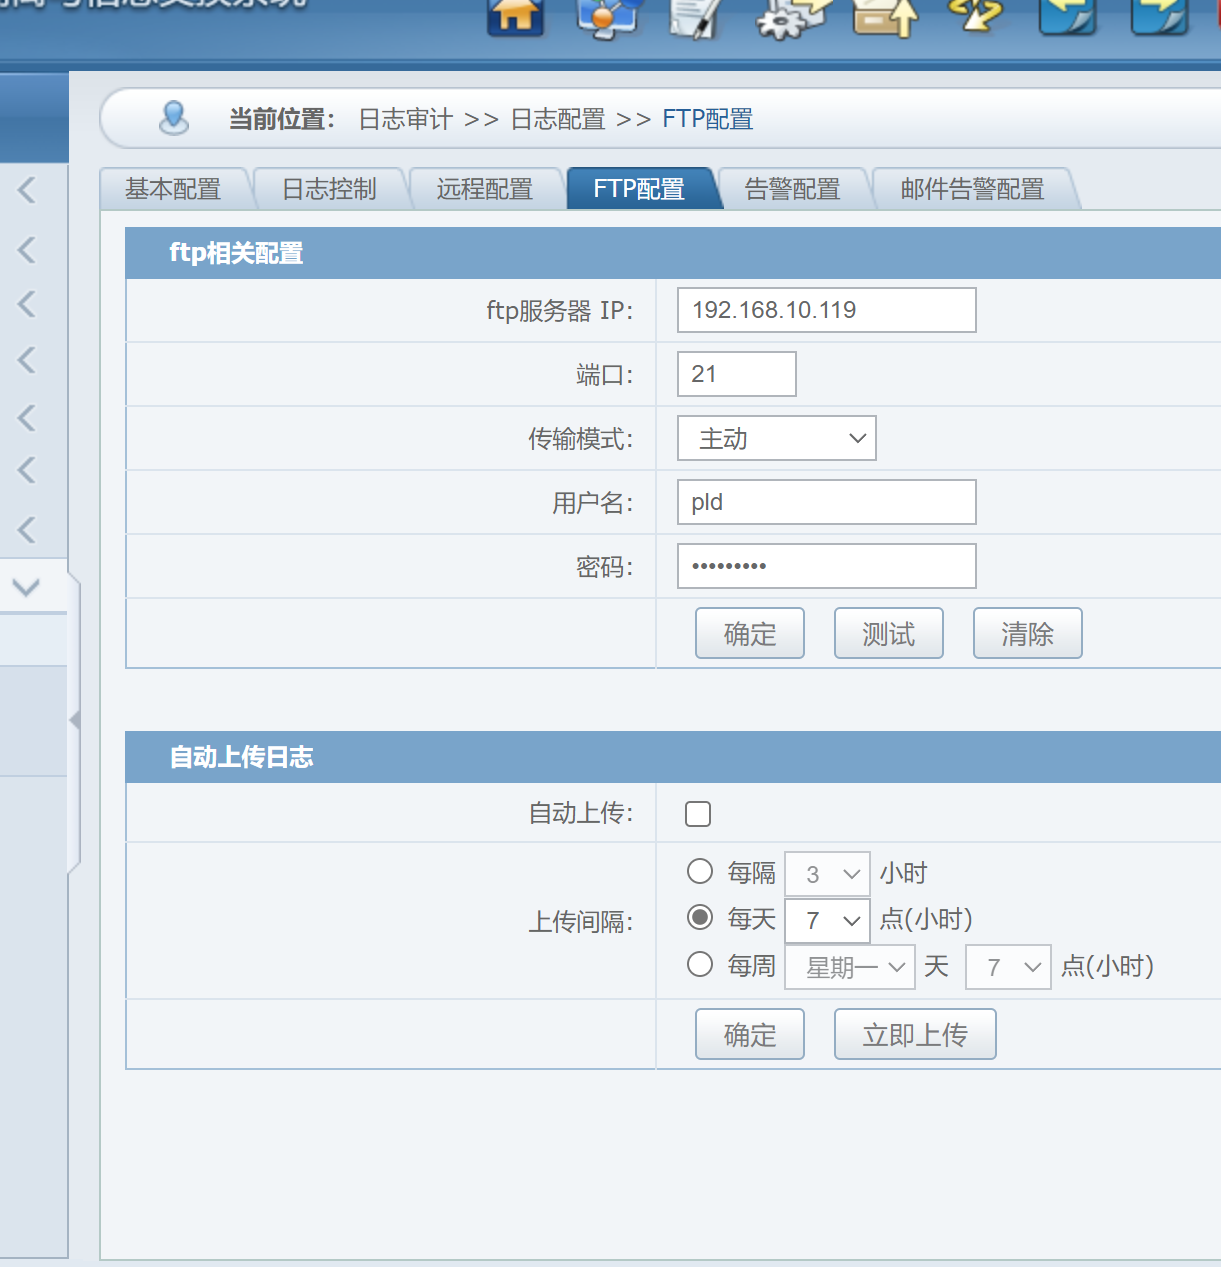 信息交换系统
当前位置： 日志审计 >> 日志配置 >> FTP配置
基本配置 日志控制 远程配置 FTP配置 告警配置 邮件告警配置
ftp相关配置
ftp服务器 IP: 192.168.10.119
端口: 21
传输模式: 主动
用户名: pld
密码: •••••••••
确定 测试 清除
自动上传日志
自动上传:
每隔 3 小时
上传间隔: 每天 7 点(小时)
每周 星期一 天 7 点(小时)
确定 立即上传